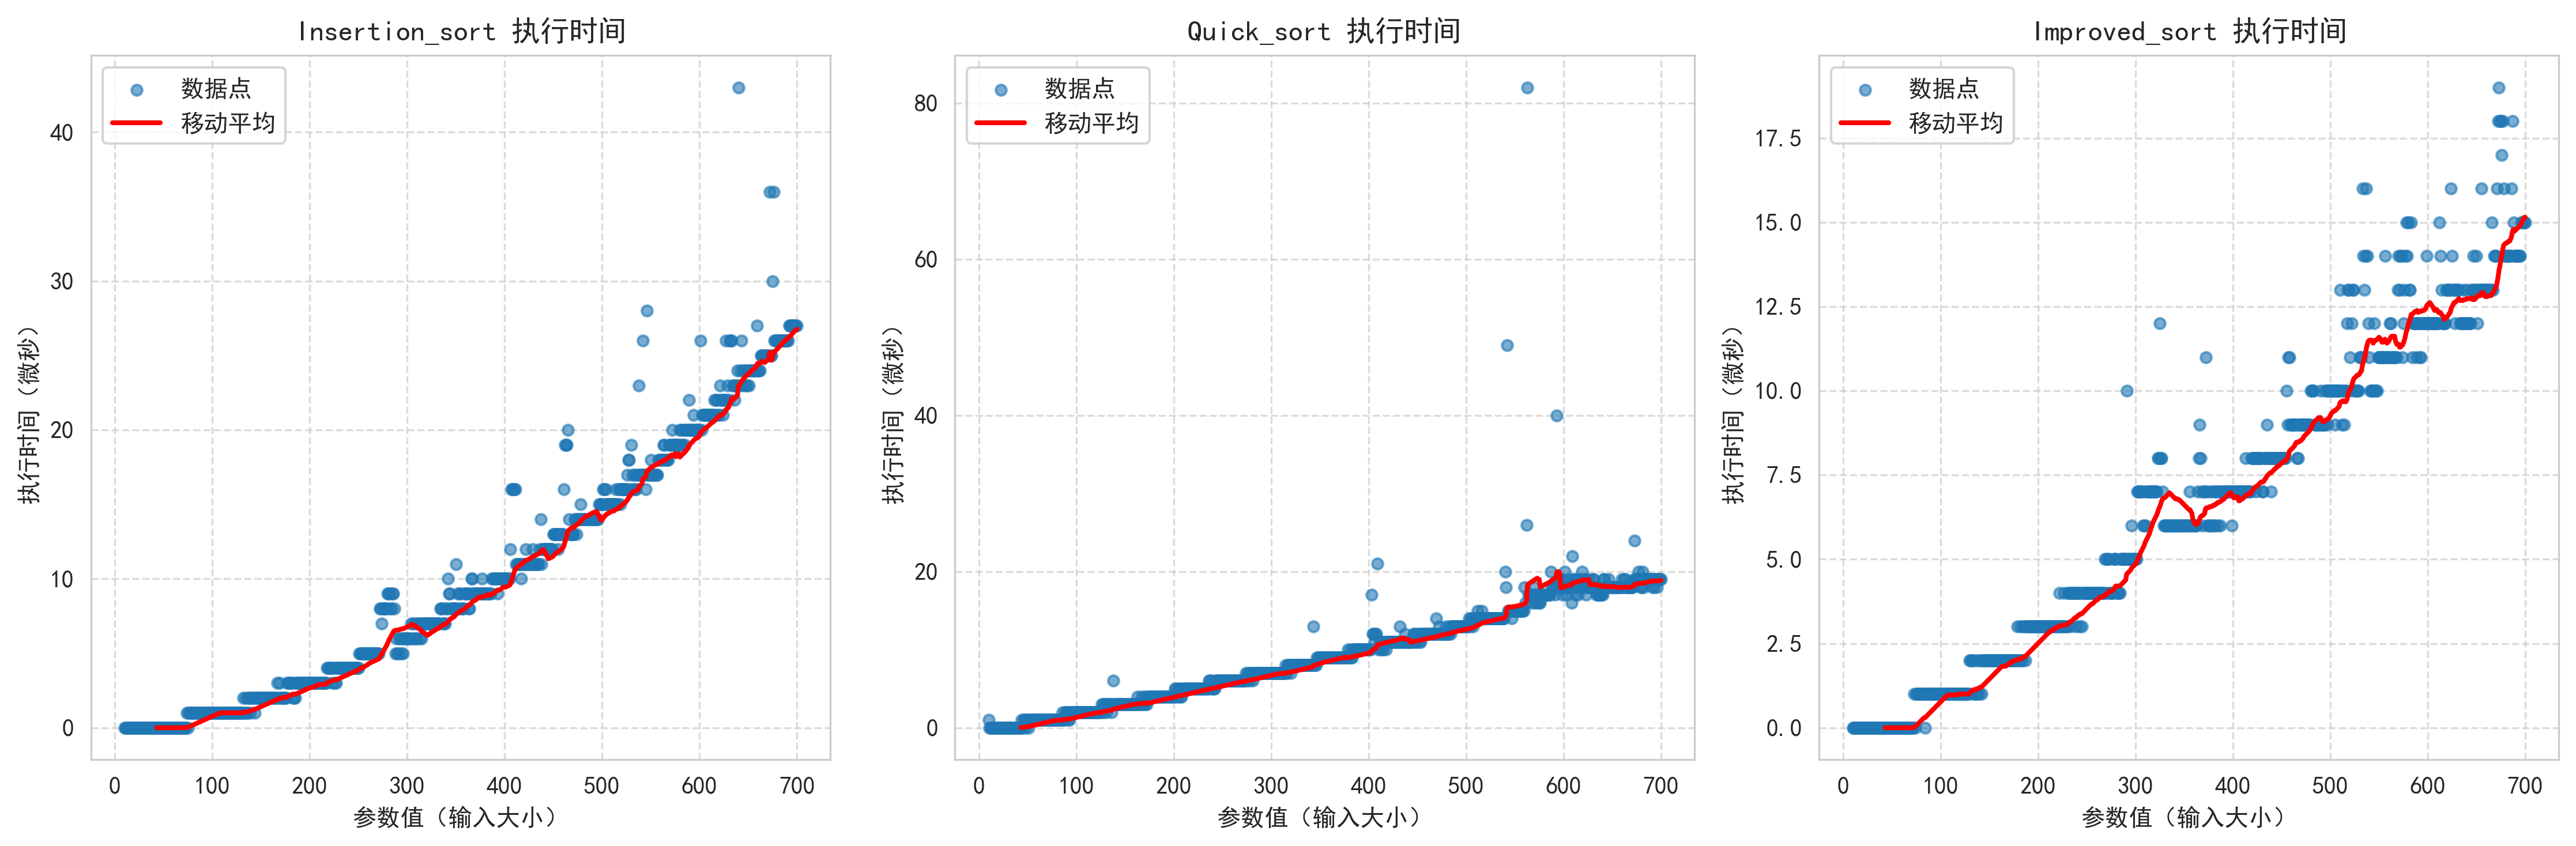 Insertion_sort 执行时间
数据点
移动平均
40
30
20
10
0
执行时间（微秒）
0 100 200 300 400 500 600 700
参数值（输入大小）
Quick_sort 执行时间
数据点
移动平均
80
60
40
20
0
执行时间（微秒）
0 100 200 300 400 500 600 700
参数值（输入大小）
Improved_sort 执行时间
数据点
移动平均
17.5
15.0
12.5
10.0
7.5
5.0
2.5
0.0
执行时间（微秒）
0 100 200 300 400 500 600 700
参数值（输入大小）